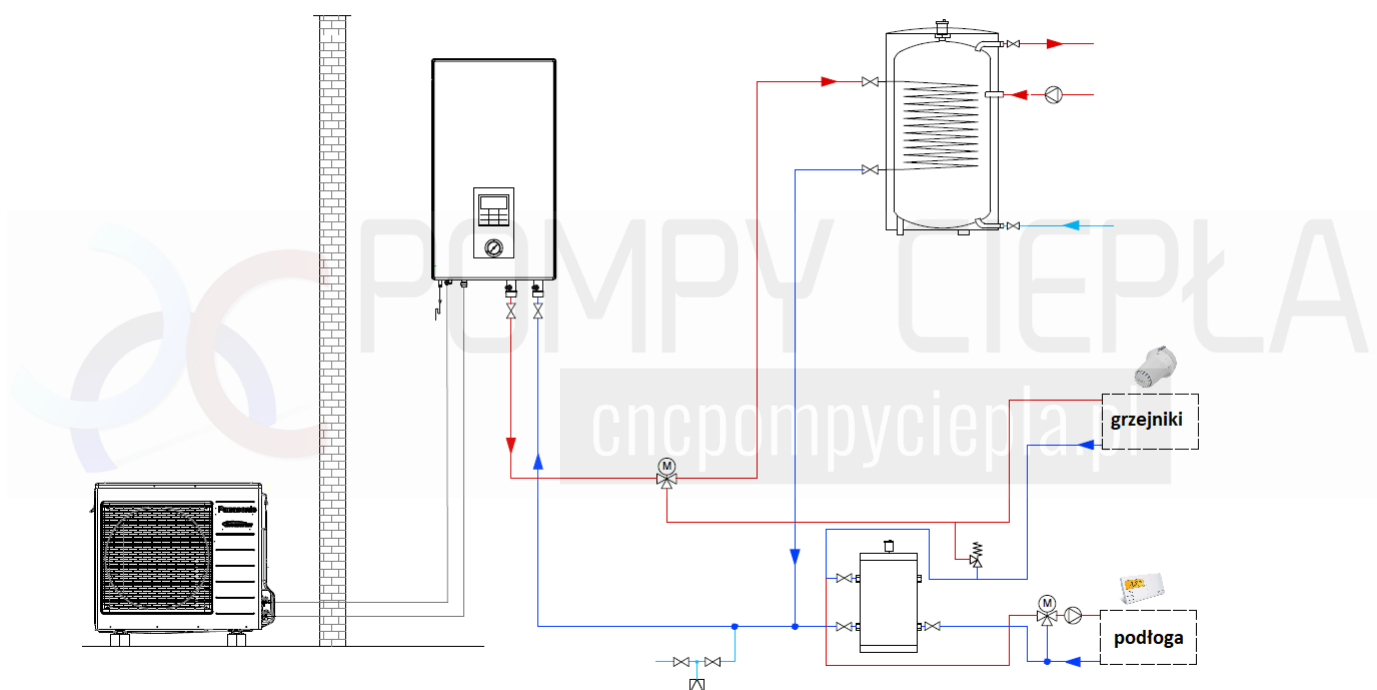 POMPY CIEPŁA
cncpompyciepla.pl
grzejniki
Panasonic
M
M
podłoga